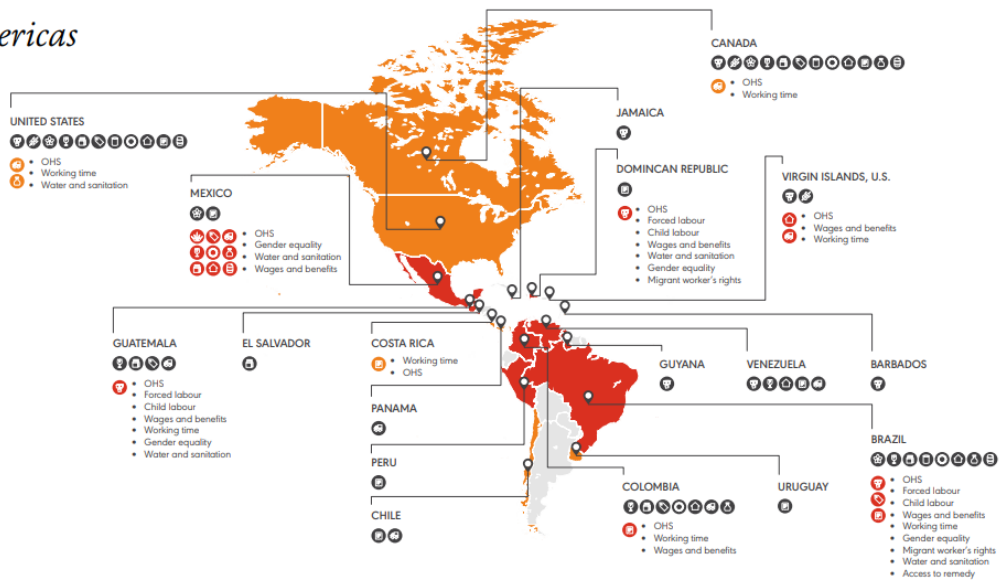 ericas
CANADA
• OHS
• Working time
UNITED STATES
• OHS
• Working time
• Water and sanitation
JAMAICA
DOMINCAN REPUBLIC
• OHS
• Forced labour
• Child labour
• Wages and benefits
• Water and sanitation
• Gender equality
• Migrant worker's rights
VIRGIN ISLANDS, U.S.
• OHS
• Wages and benefits
• Working time
MEXICO
• OHS
• Gender equality
• Water and sanitation
• Wages and benefits
GUATEMALA
• OHS
• Forced labour
• Child labour
• Wages and benefits
• Working time
• Gender equality
• Water and sanitation
EL SALVADOR
COSTA RICA
• Working time
• OHS
PANAMA
PERU
CHILE
GUYANA
VENEZUELA
BARBADOS
COLOMBIA
• OHS
• Working time
• Wages and benefits
URUGUAY
BRAZIL
• OHS
• Forced labour
• Child labour
• Wages and benefits
• Working time
• Gender equality
• Migrant worker's rights
• Water and sanitation
• Access to remedy